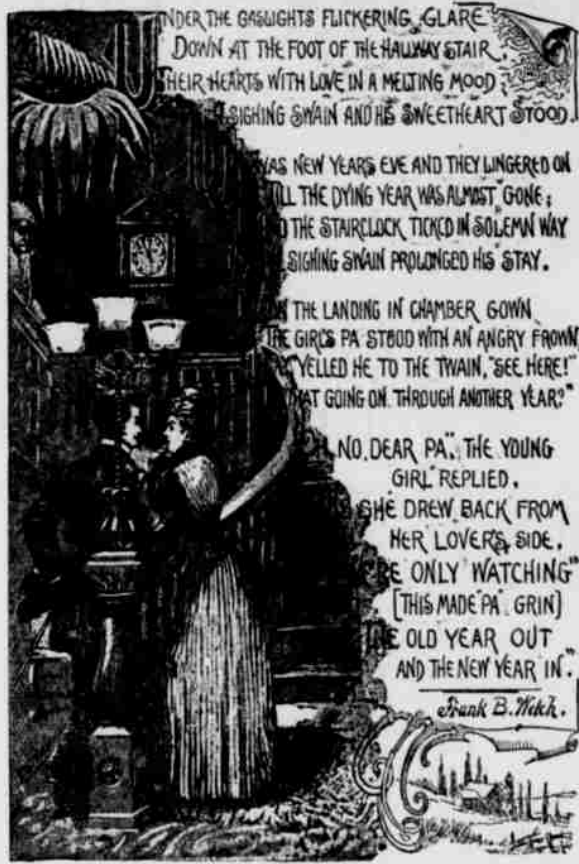 NDER THE GASLIGHTS FLICKERING GLARE
DOWN AT THE FOOT OF THE HALLWAY STAIR,
HEIR HEARTS WITH LOVE IN A MELTING MOOD;
SIGHING SWAIN AND HIS SWEETHEART STOOD.
AS NEW YEARS EVE AND THEY LINGERED ON
ILL THE DYING YEAR WAS ALMOST GONE;
THE STAIRCLOCK TICKED IN SOLEMN WAY
SIGHING SWAIN PROLONGED HIS STAY.
N THE LANDING IN CHAMBER GOWN
THE GIRL'S PA STOOD WITH AN ANGRY FROWN
YELLED HE TO THE TWAIN, "SEE HERE!"
AT GOING ON THROUGH ANOTHER YEAR?"
NO, DEAR PA", THE YOUNG
GIRL REPLIED,
SHE DREW BACK FROM
HER LOVER'S SIDE,
RE ONLY WATCHING"
[THIS MADE PA GRIN]
THE OLD YEAR OUT
AND THE NEW YEAR IN."
Frank B. Welch.